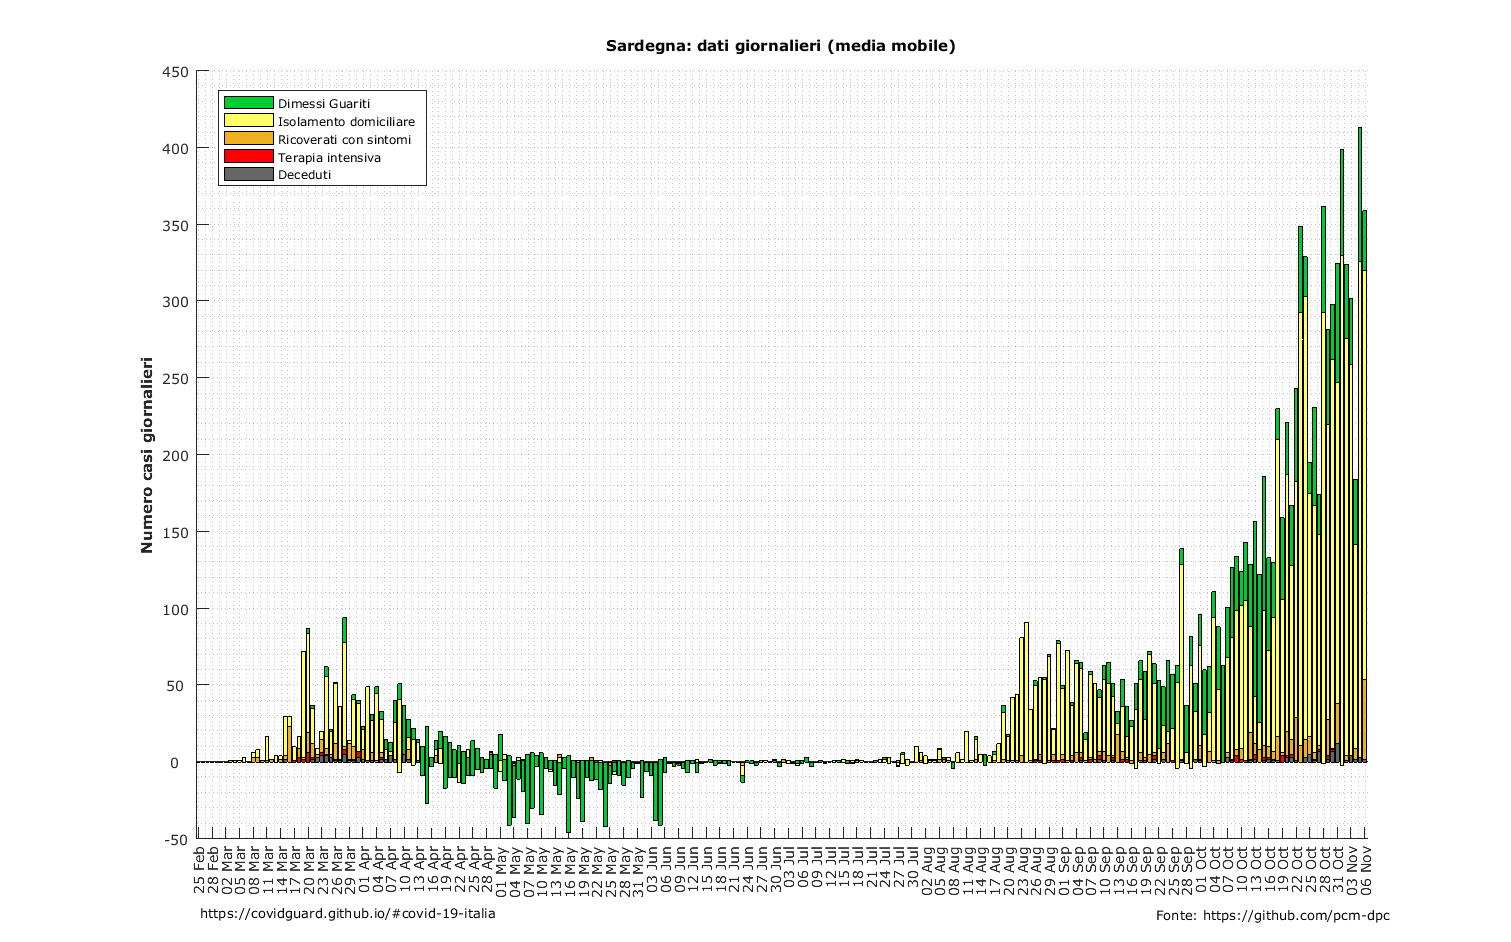 Sardegna: dati giornalieri (media mobile)
450
400
350
300
250
200
150
100
50
0
-50
Numero casi giornalieri
Dimessi Guariti
Isolamento domiciliare
Ricoverati con sintomi
Terapia intensiva
Deceduti
25 Feb
28 Feb
02 Mar
05 Mar
08 Mar
11 Mar
14 Mar
17 Mar
20 Mar
23 Mar
26 Mar
29 Mar
01 Apr
04 Apr
07 Apr
10 Apr
13 Apr
16 Apr
19 Apr
22 Apr
25 Apr
28 Apr
01 May
04 May
07 May
10 May
13 May
16 May
19 May
22 May
25 May
28 May
31 May
03 Jun
06 Jun
09 Jun
12 Jun
15 Jun
18 Jun
21 Jun
24 Jun
27 Jun
30 Jun
03 Jul
06 Jul
09 Jul
12 Jul
15 Jul
18 Jul
21 Jul
24 Jul
27 Jul
30 Jul
02 Aug
05 Aug
08 Aug
11 Aug
14 Aug
17 Aug
20 Aug
23 Aug
26 Aug
29 Aug
01 Sep
04 Sep
07 Sep
10 Sep
13 Sep
16 Sep
19 Sep
22 Sep
25 Sep
28 Sep
01 Oct
04 Oct
07 Oct
10 Oct
13 Oct
16 Oct
19 Oct
22 Oct
25 Oct
28 Oct
31 Oct
03 Nov
06 Nov
https://covidguard.github.io/#covid-19-italia
Fonte: https://github.com/pcm-dpc